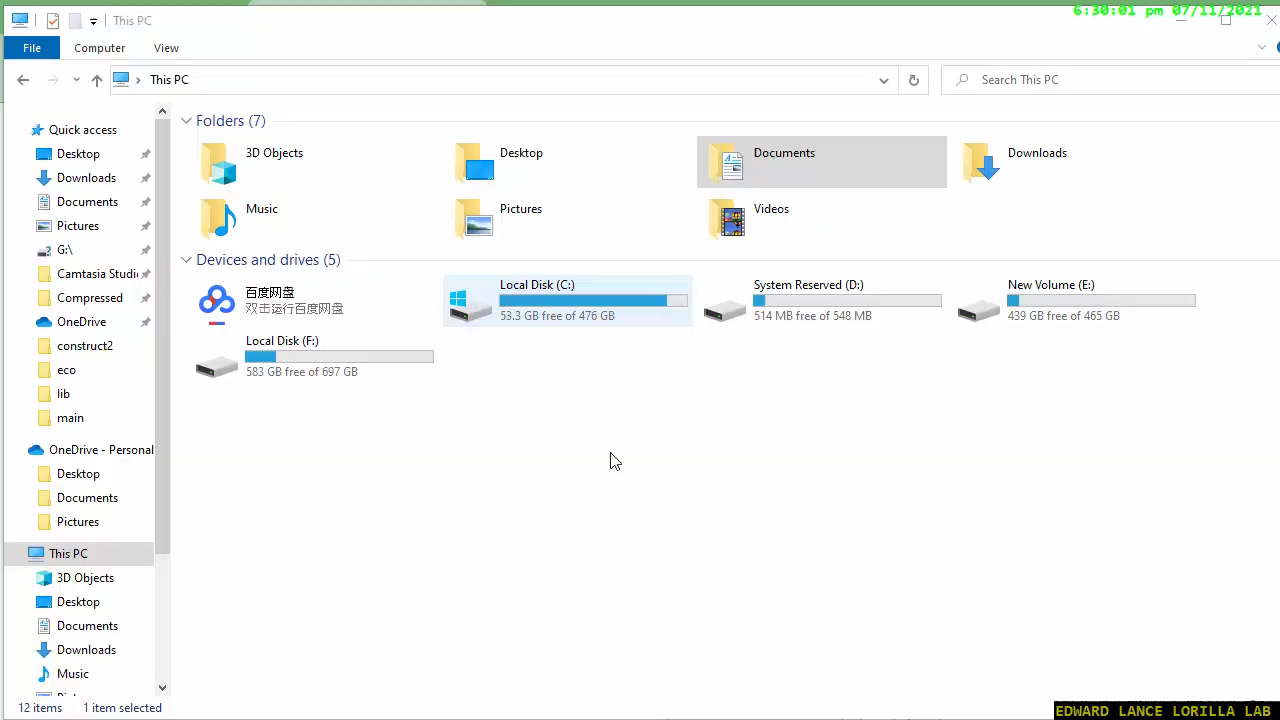 6:30:01 pm 07/11/2021
This PC
File
Computer
View
This PC
Search This PC
Quick access
Desktop
Downloads
Documents
Pictures
G:\
Camtasia Studi
Compressed
OneDrive
construct2
eco
lib
main
OneDrive - Personal
Desktop
Documents
Pictures
This PC
3D Objects
Desktop
Documents
Downloads
Music
Folders (7)
3D Objects
Desktop
Documents
Downloads
Music
Pictures
Videos
Devices and drives (5)
百度网盘
双击运行百度网盘
Local Disk (C:)
53.3 GB free of 476 GB
System Reserved (D:)
514 MB free of 548 MB
New Volume (E:)
439 GB free of 465 GB
Local Disk (F:)
583 GB free of 697 GB
12 items
1 item selected
EDWARD LANCE LORILLA LAB